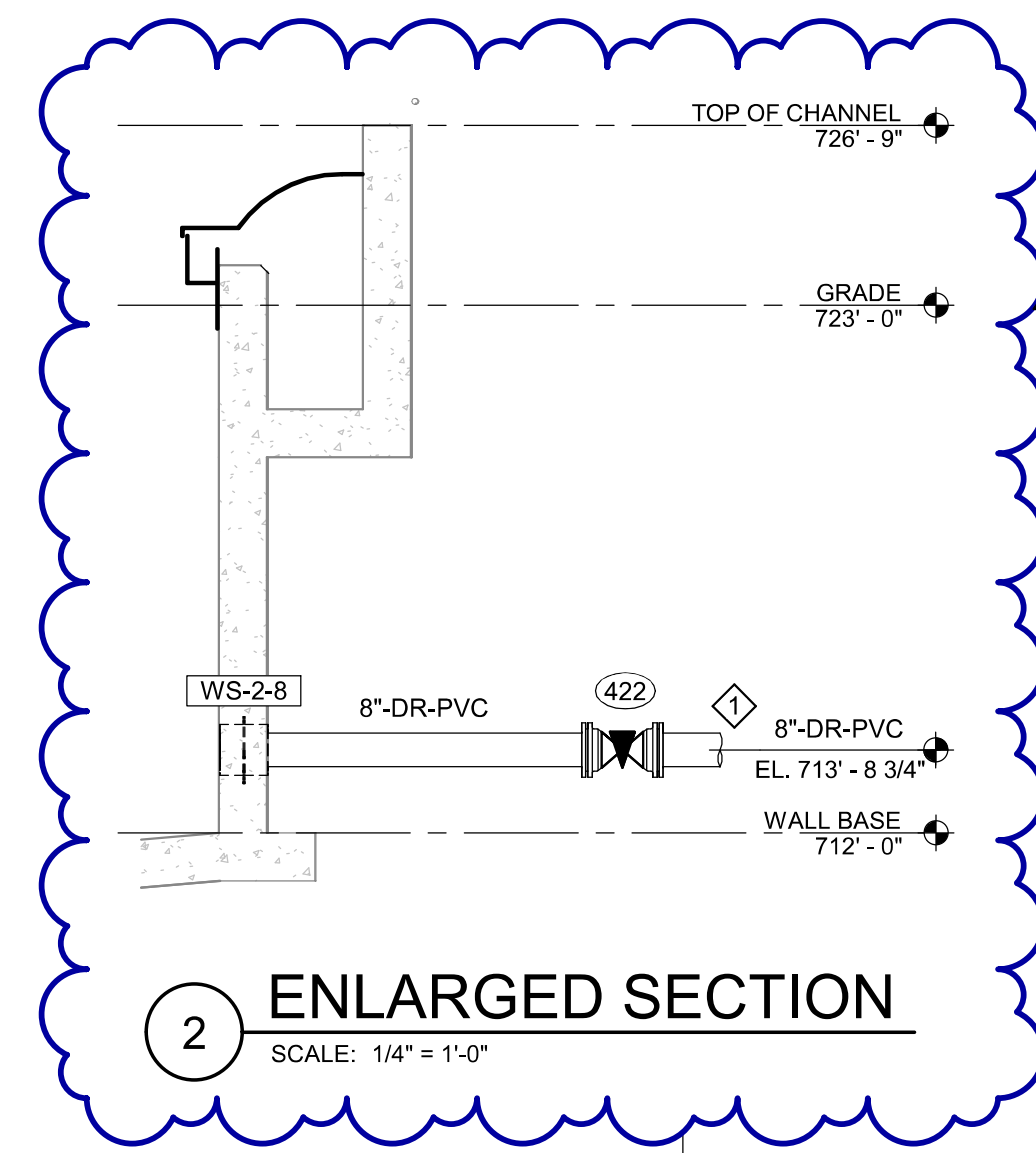 TOP OF CHANNEL
726' - 9"
GRADE
723' - 0"
WS-2-8
8"-DR-PVC
422
1
8"-DR-PVC
EL. 713' - 8 3/4"
WALL BASE
712' - 0"
2
ENLARGED SECTION
SCALE: 1/4" = 1'-0"